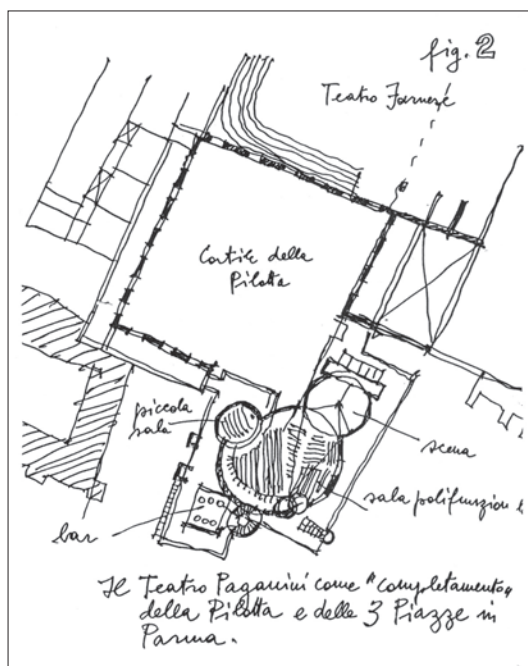 fig. 2
Teatro Farnese
Cortile della
Pilotta
piccola
sala
scena
sala polifunzion
bar
Il Teatro Paganini come "completamento"
della Pilotta e delle 3 Piazze in
Parma.